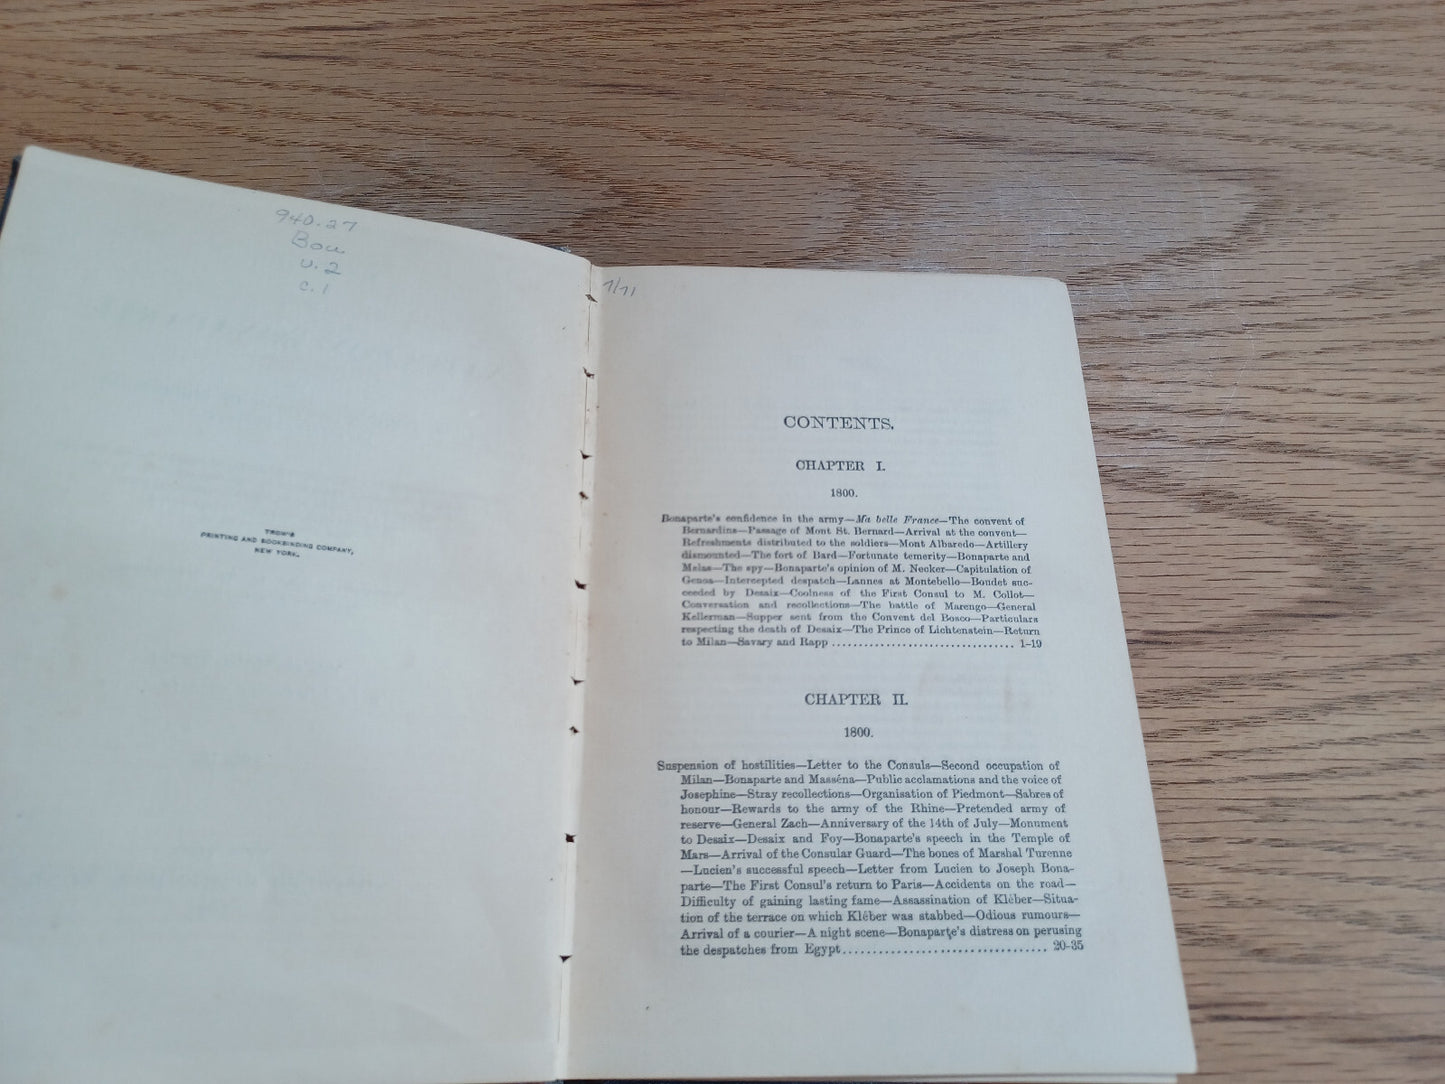 940.27
Bou
v.2
c.1
TROW'S
PRINTING AND BOOKBINDING COMPANY,
NEW YORK.
CONTENTS.
CHAPTER I.
1800.
Bonaparte's confidence in the army—Ma belle France—The convent of
Bernardins—Passage of Mont St. Bernard—Arrival at the convent—
Refreshments distributed to the soldiers—Mont Albaredo—Artillery
dismounted—The fort of Bard—Fortunate temerity—Bonaparte and
Melas—The spy—Bonaparte's opinion of M. Necker—Capitulation of
Genoa—Intercepted despatch—Lannes at Montebello—Boudet suc-
ceeded by Desaix—Coolness of the First Consul to M. Collot—
Conversation and recollections—The battle of Marengo—General
Kellerman—Supper sent from the Convent del Bosco—Particulars
respecting the death of Desaix—The Prince of Lichtenstein—Return
to Milan—Savary and Rapp ................................. 1-19
CHAPTER II.
1800.
Suspension of hostilities—Letter to the Consuls—Second occupation of
Milan—Bonaparte and Masséna—Public acclamations and the voice of
Josephine—Stray recollections—Organisation of Piedmont—Sabres of
honour—Rewards to the army of the Rhine—Pretended army of
reserve—General Zach—Anniversary of the 14th of July—Monument
to Desaix—Desaix and Foy—Bonaparte's speech in the Temple of
Mars—Arrival of the Consular Guard—The bones of Marshal Turenne
—Lucien's successful speech—Letter from Lucien to Joseph Bona-
parte—The First Consul's return to Paris—Accidents on the road—
Difficulty of gaining lasting fame—Assassination of Kléber—Situa-
tion of the terrace on which Kléber was stabbed—Odious rumours—
Arrival of a courier—A night scene—Bonaparte's distress on perusing
the despatches from Egypt.................................. 20-35